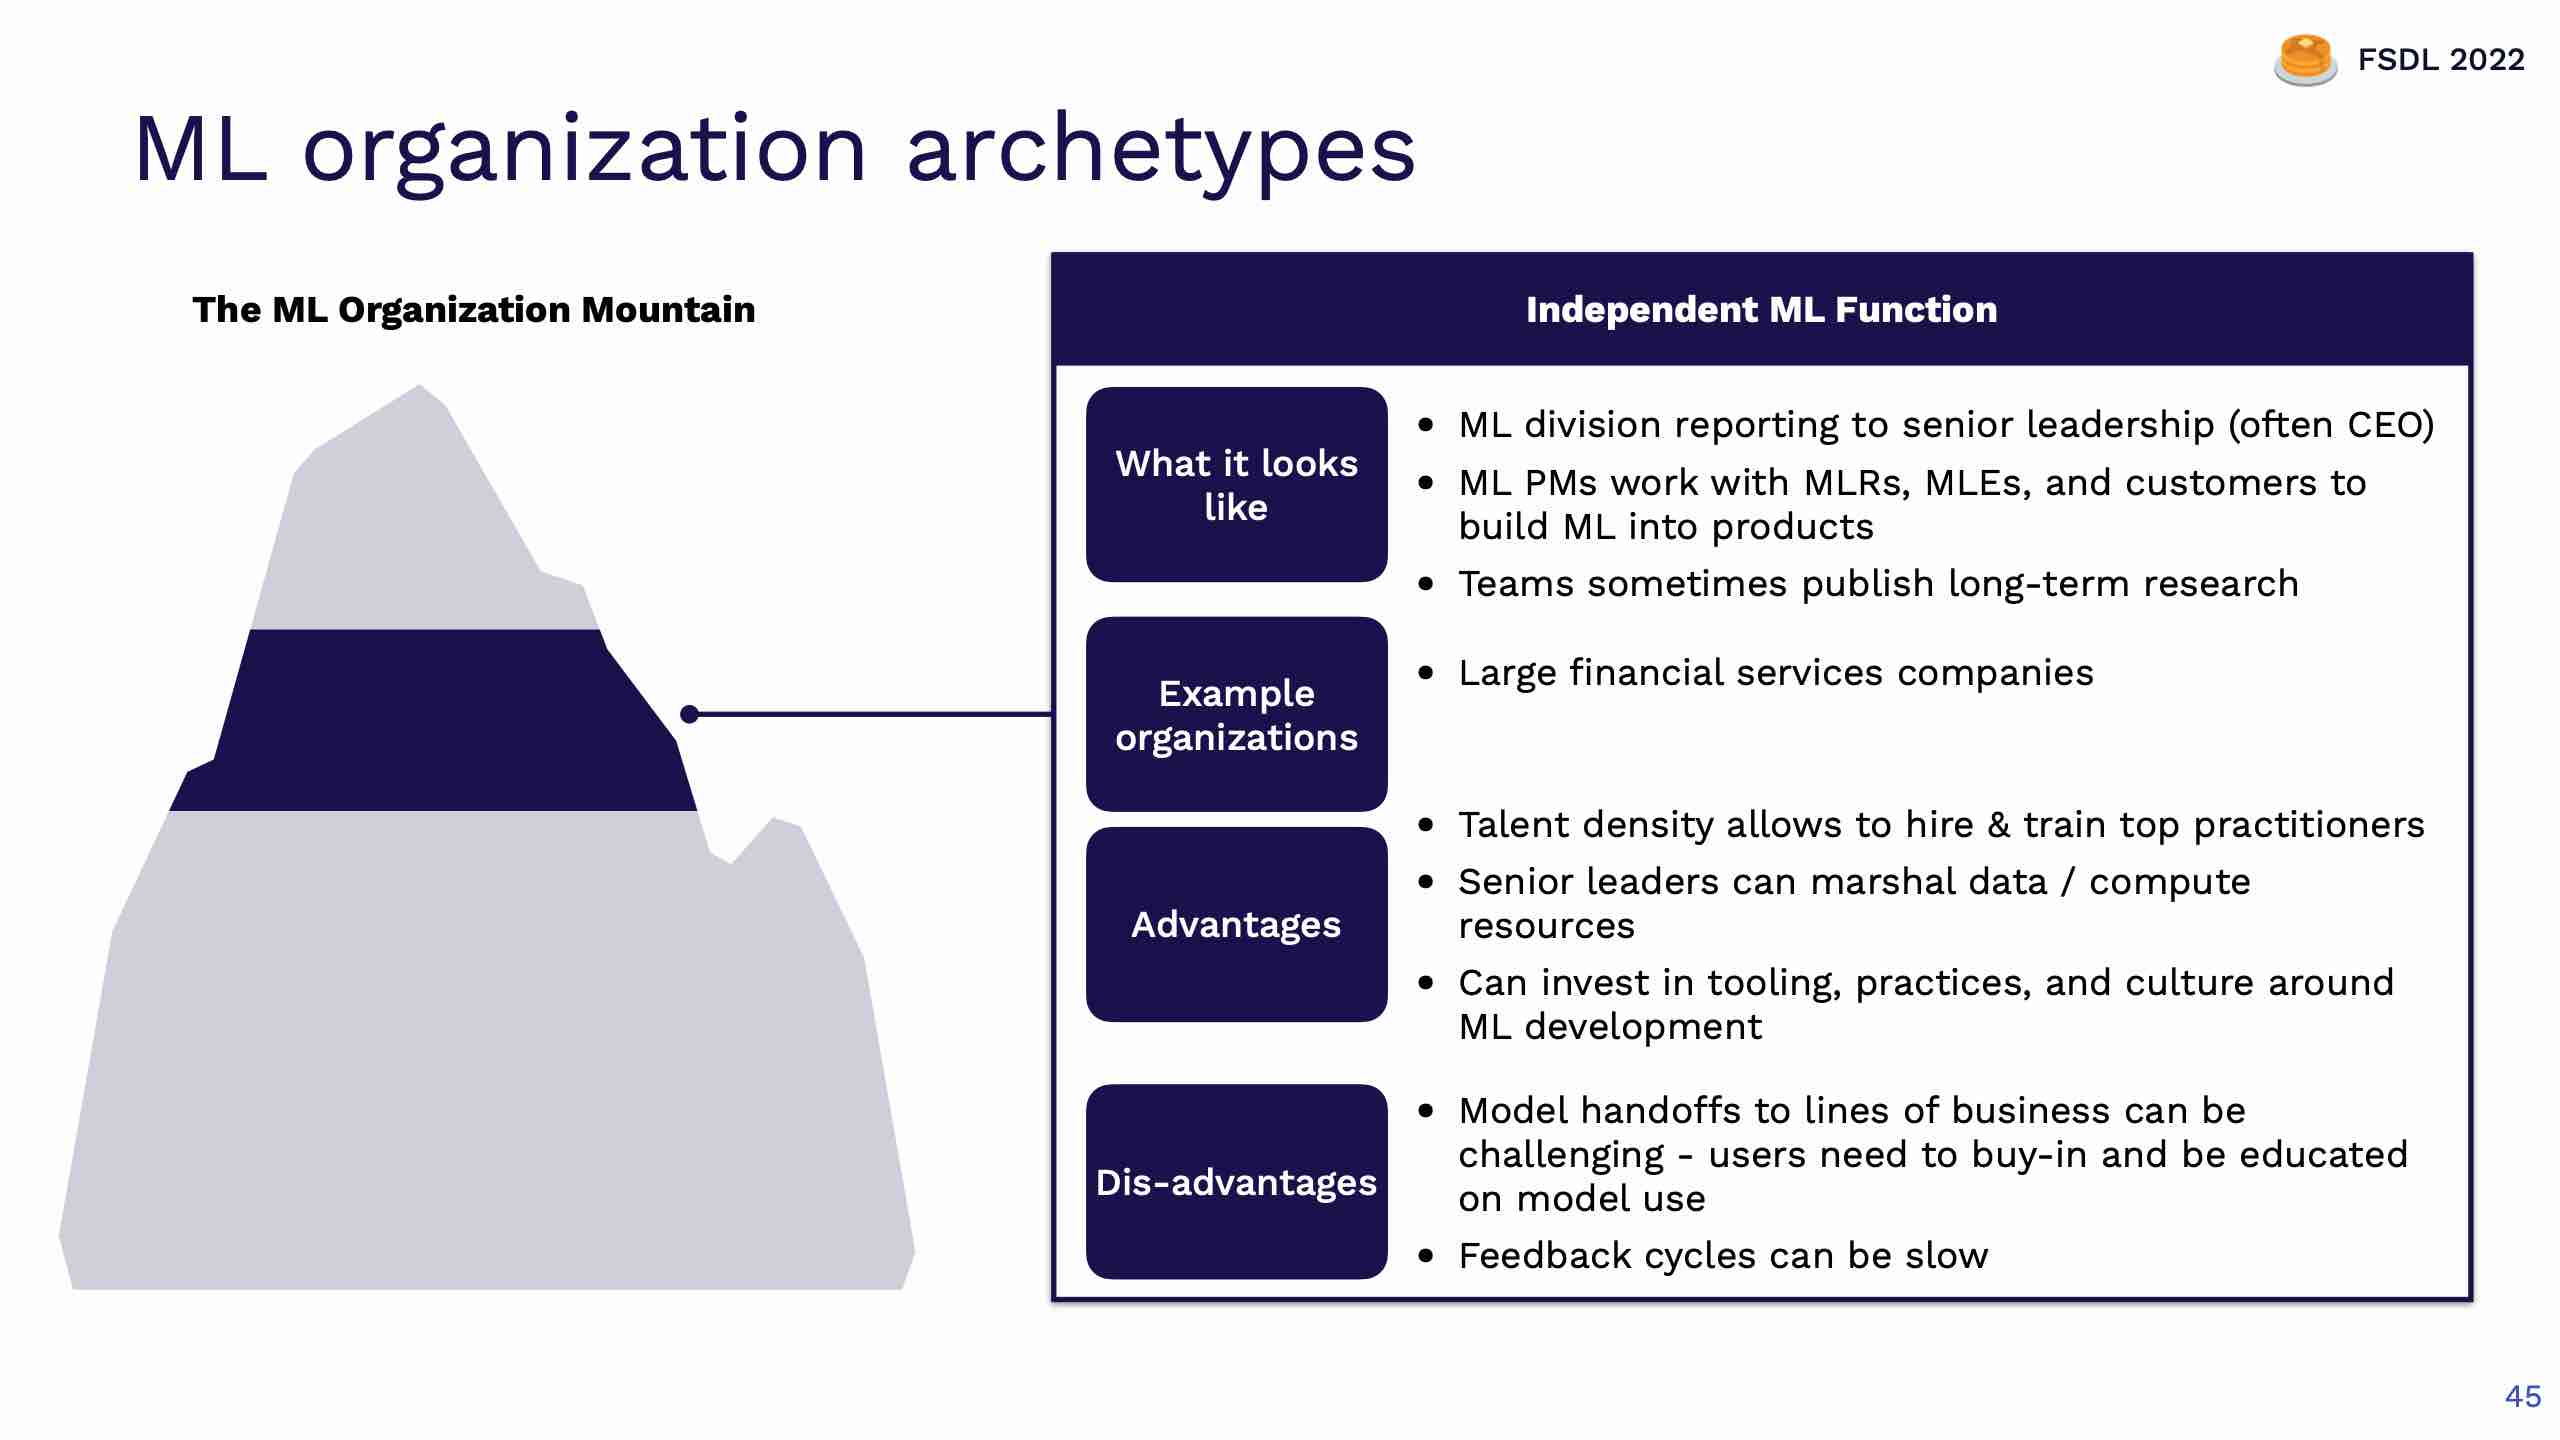 FSDL 2022
ML organization archetypes
The ML Organization Mountain
Independent ML Function
What it looks
like
• ML division reporting to senior leadership (often CEO)
• ML PMs work with MLRs, MLEs, and customers to
build ML into products
• Teams sometimes publish long-term research
Example
organizations
• Large financial services companies
Advantages
• Talent density allows to hire & train top practitioners
• Senior leaders can marshal data / compute
resources
• Can invest in tooling, practices, and culture around
ML development
Dis-advantages
• Model handoffs to lines of business can be
challenging - users need to buy-in and be educated
on model use
• Feedback cycles can be slow
45